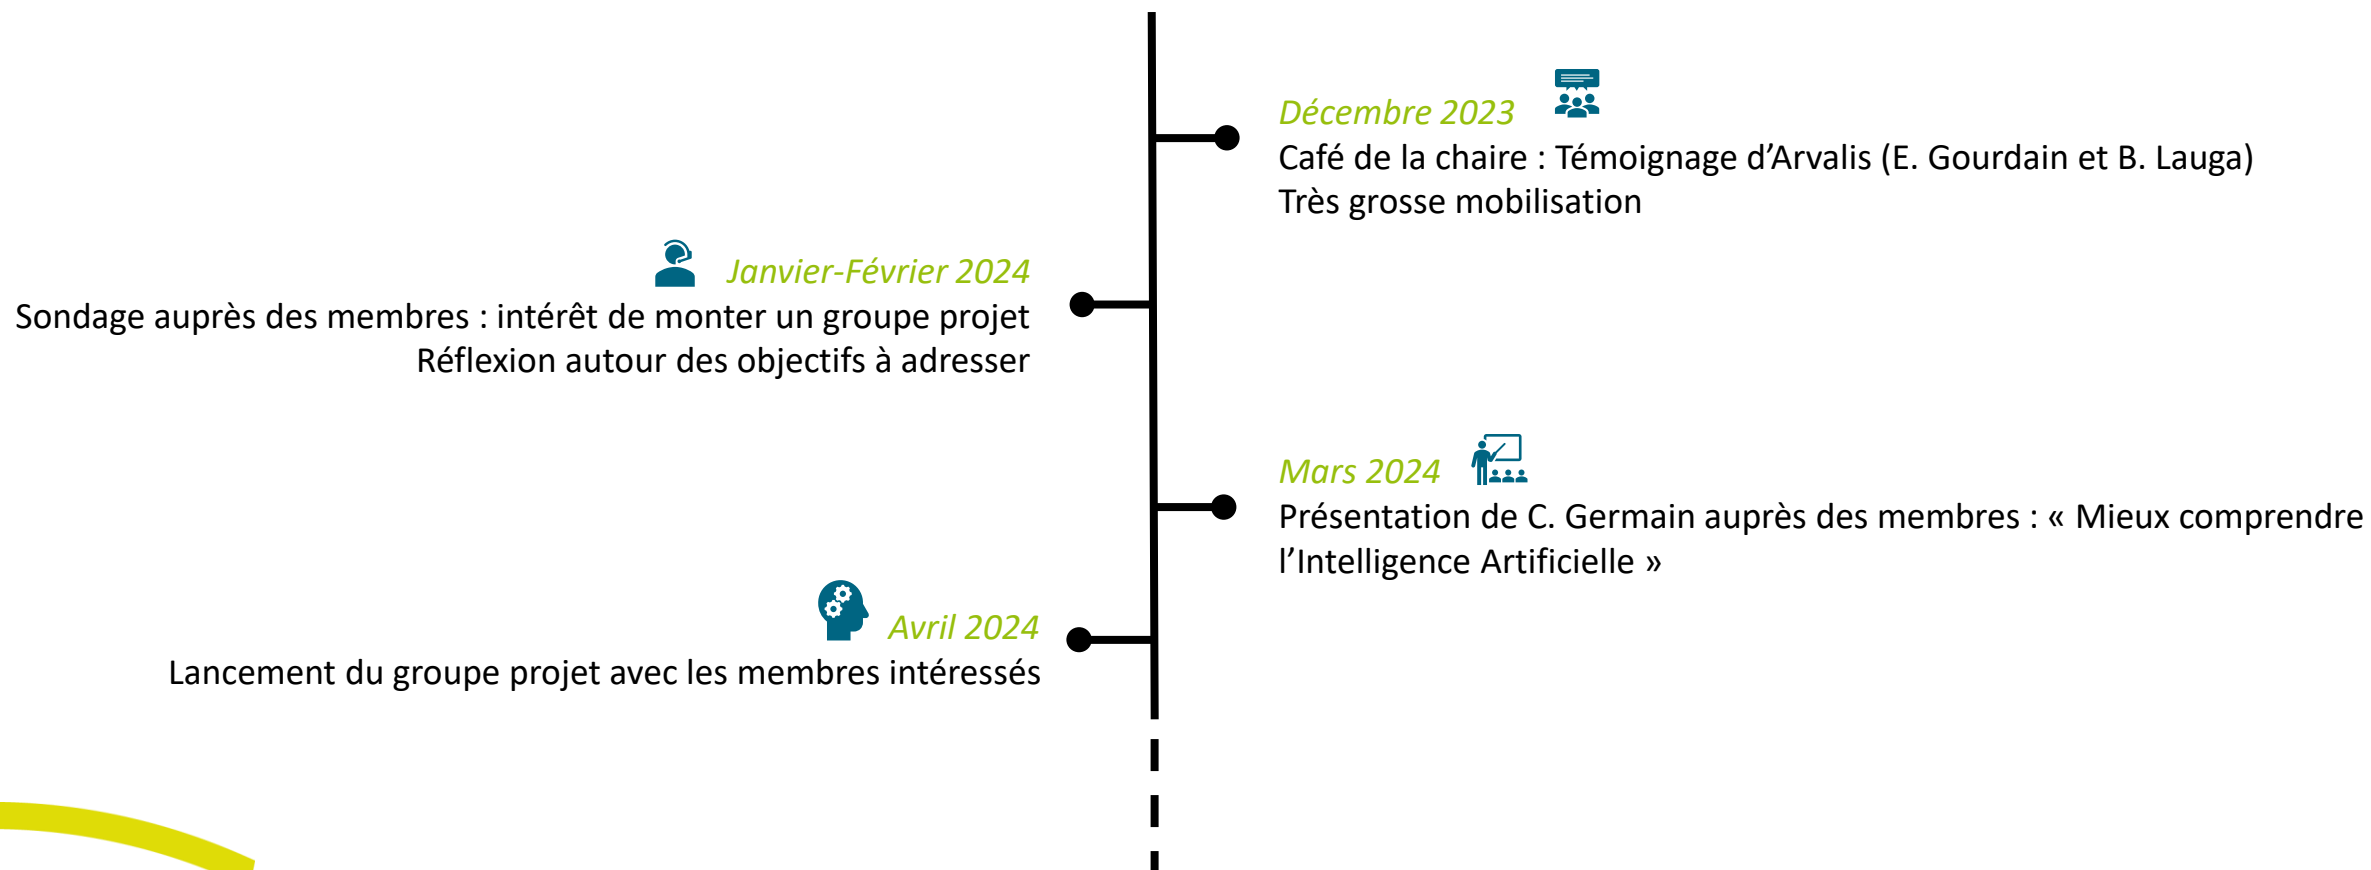 Décembre 2023
Café de la chaire : Témoignage d’Arvalis (E. Gourdain et B. Lauga)
Très grosse mobilisation
Janvier-Février 2024
Sondage auprès des membres : intérêt de monter un groupe projet
Réflexion autour des objectifs à adresser
Mars 2024
Présentation de C. Germain auprès des membres : « Mieux comprendre
l’Intelligence Artificielle »
Avril 2024
Lancement du groupe projet avec les membres intéressés